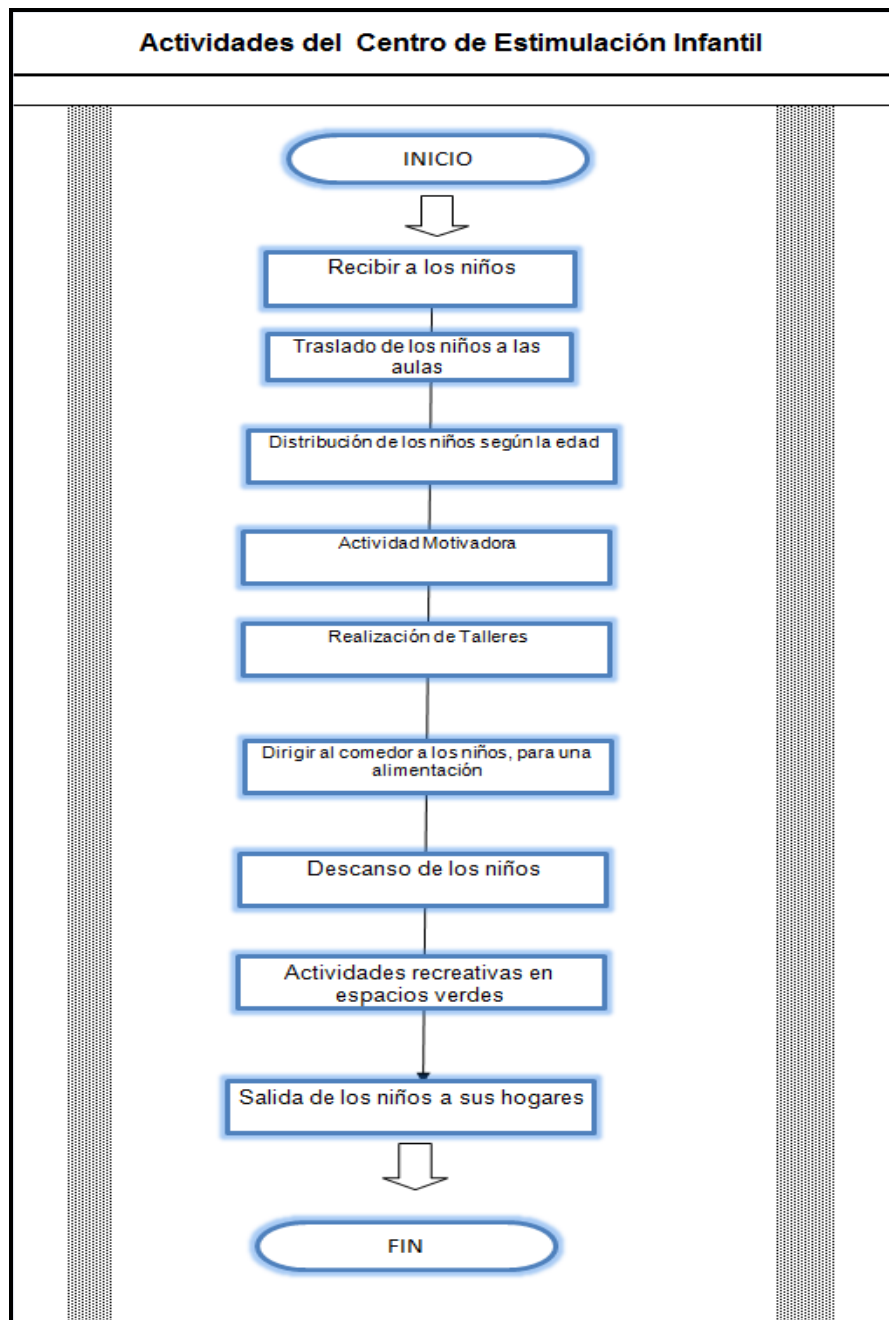 Actividades del Centro de Estimulación Infantil
INICIO
Recibir a los niños
Traslado de los niños a las
aulas
Distribución de los niños según la edad
Actividad Motivadora
Realización de Talleres
Dirigir al comedor a los niños, para una
alimentación
Descanso de los niños
Actividades recreativas en
espacios verdes
Salida de los niños a sus hogares
FIN